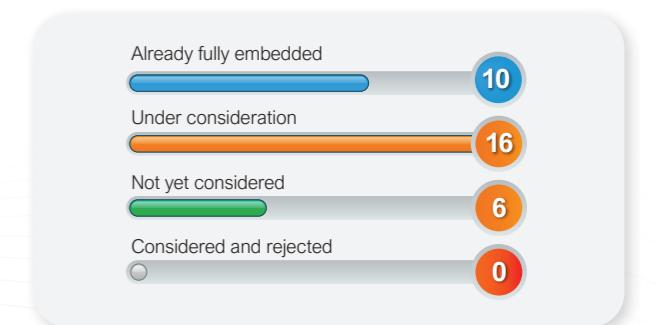 Already fully embedded
10
Under consideration
16
Not yet considered
6
Considered and rejected
0